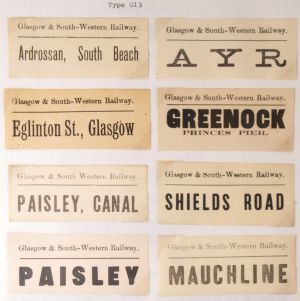 Type G13
Glasgow & South-Western Railway.
Ardrossan, South Beach
Glasgow & South-Western Railway.
AYR
Glasgow & South-Western Railway.
Eglinton St., Glasgow
Glasgow & South-Western Railway.
GREENOCK
PRINCES PIER.
Glasgow & South-Western Railway.
PAISLEY, CANAL
Glasgow & South-Western Railway.
SHIELDS ROAD
Glasgow & South-Western Railway.
PAISLEY
Glasgow & South-Western Railway.
MAUCHLINE